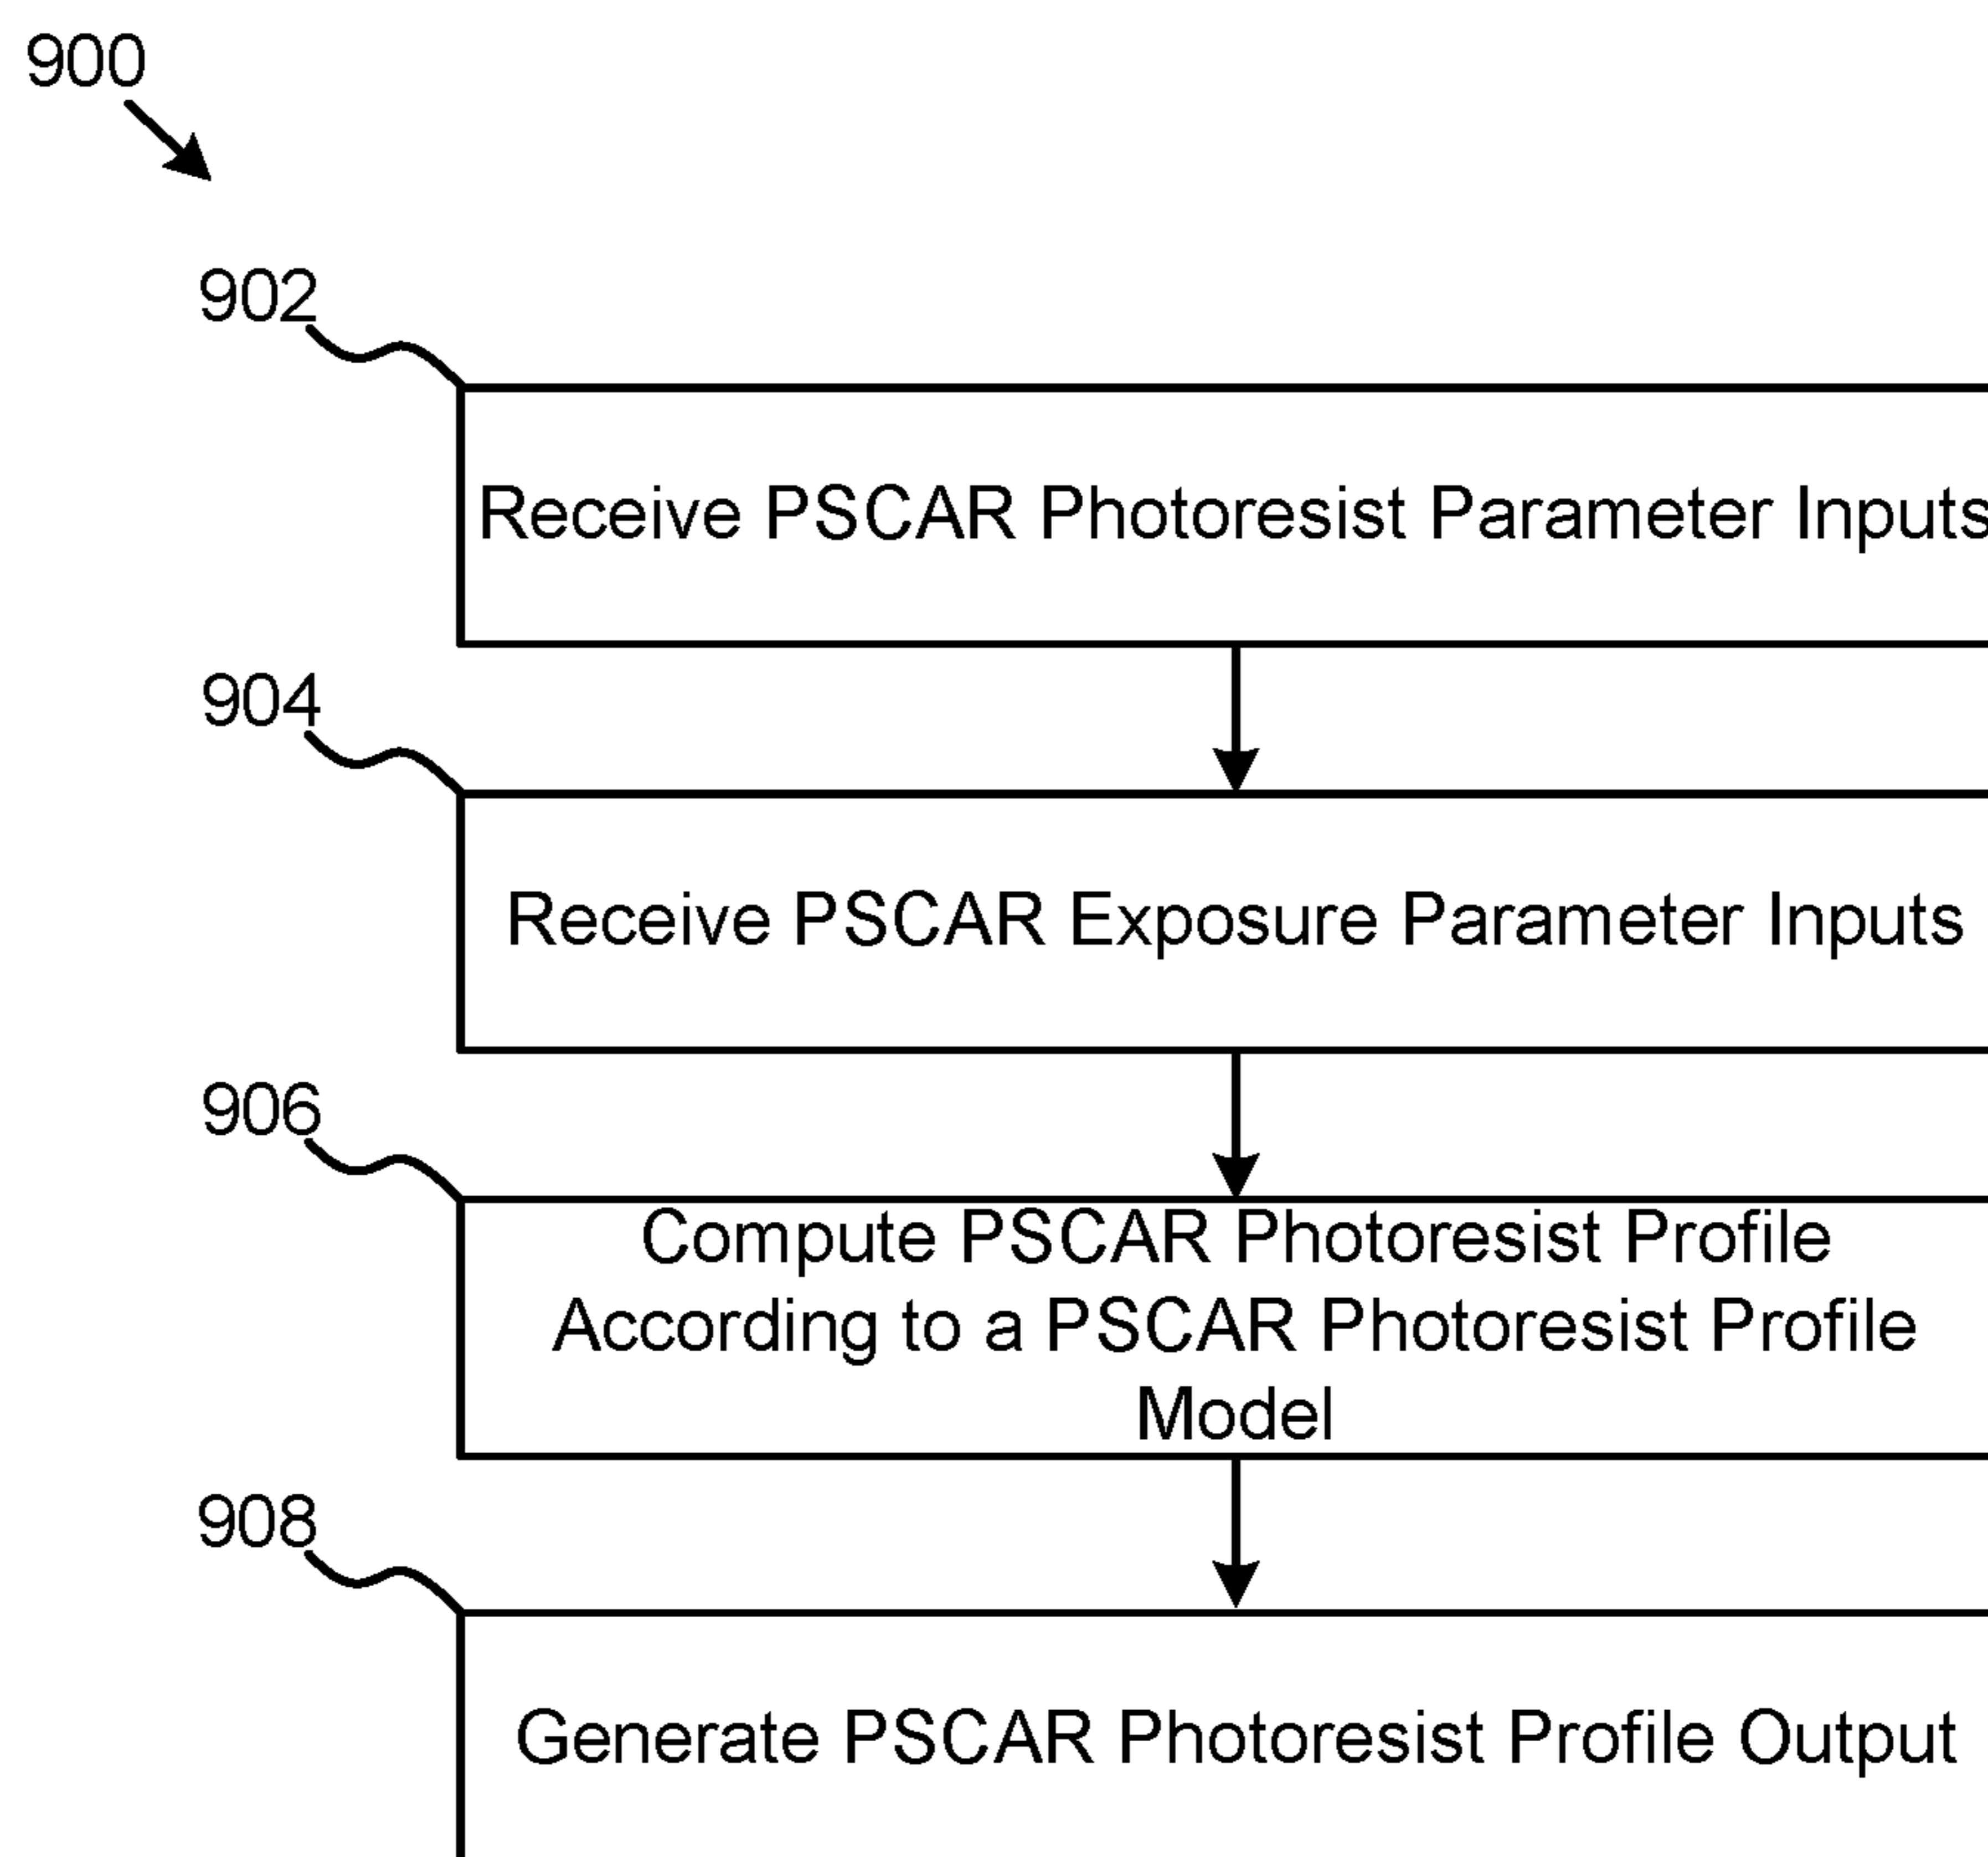 900
902
Receive PSCAR Photoresist Parameter Inputs
904
Receive PSCAR Exposure Parameter Inputs
906
Compute PSCAR Photoresist Profile
According to a PSCAR Photoresist Profile
Model
908
Generate PSCAR Photoresist Profile Output